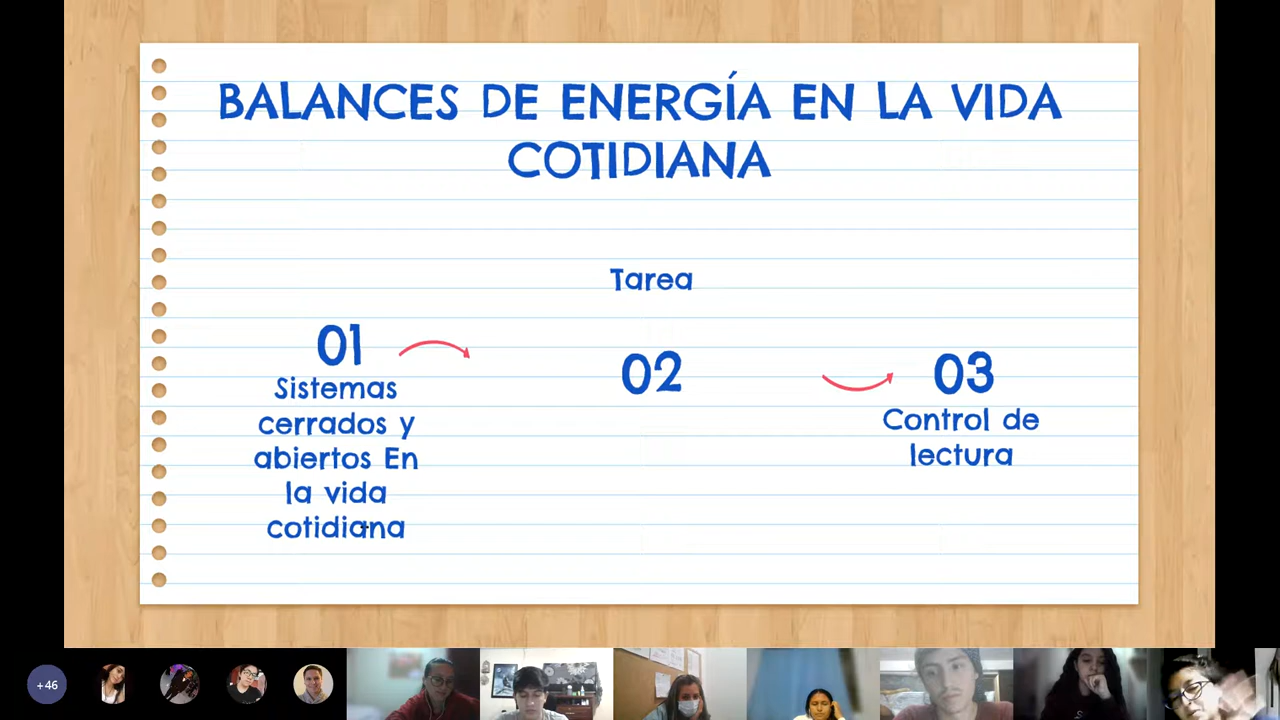 BALANCES DE ENERGÍA EN LA VIDA
COTIDIANA
Tarea
01
Sistemas
cerrados y
abiertos En
la vida
cotidiana
02
03
Control de
lectura
+46